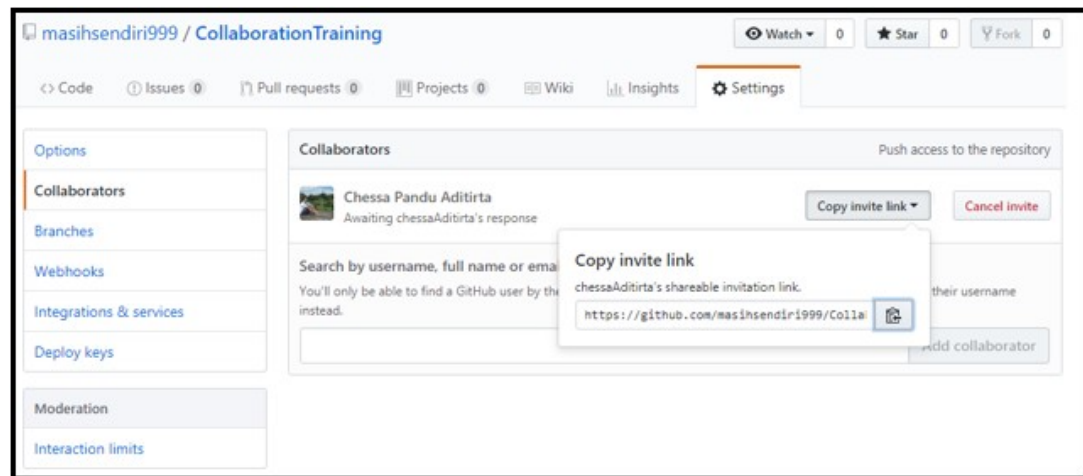 masihsendiri999 / CollaborationTraining
Watch 0 Star 0 Fork 0
<> Code Issues 0 Pull requests 0 Projects 0 Wiki Insights Settings
Options
Collaborators
Branches
Webhooks
Integrations & services
Deploy keys
Moderation
Interaction limits
Collaborators Push access to the repository
Chessa Pandu Aditirta
Awaiting chessaAditirta's response
Copy invite link Cancel invite
Search by username, full name or ema
You'll only be able to find a GitHub user by the their username
instead.
Add collaborator
Copy invite link
chessaAditirta's shareable invitation link.
https://github.com/masihsendiri999/Colla